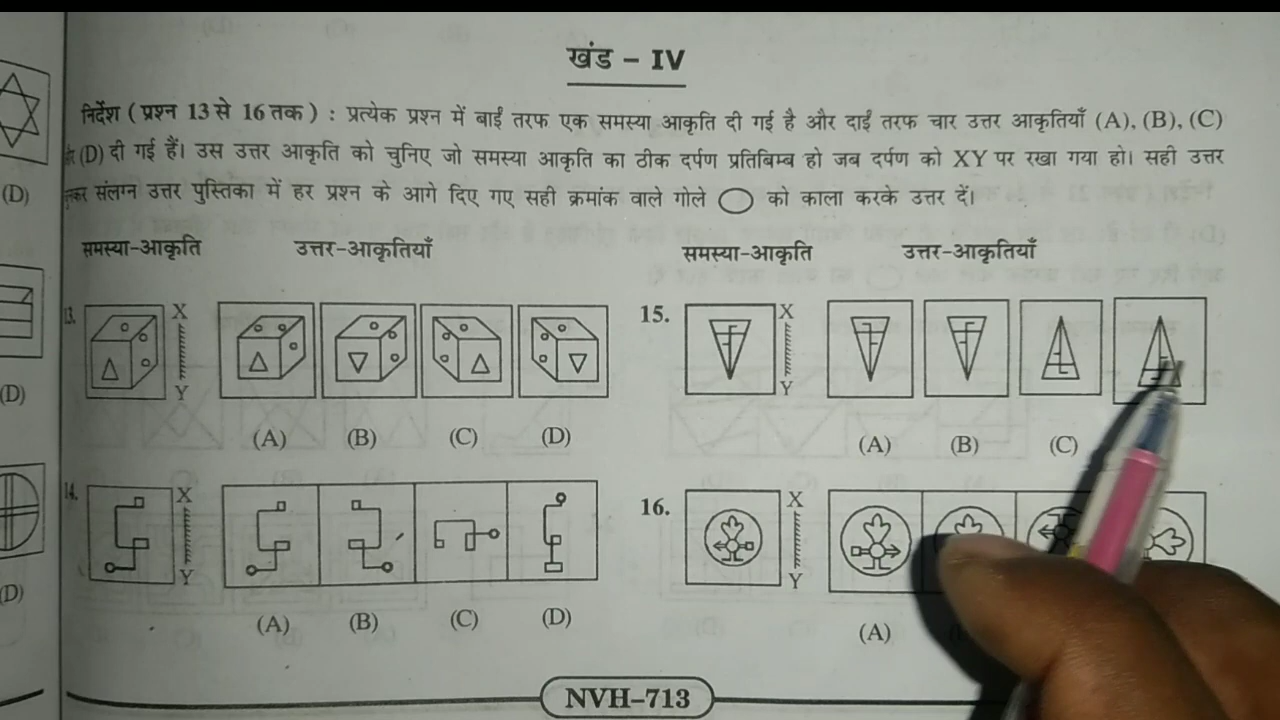 खंड – IV
निर्देश ( प्रश्न 13 से 16 तक ) : प्रत्येक प्रश्न में बाईं तरफ एक समस्या आकृति दी गई है और दाईं तरफ चार उत्तर आकृतियाँ (A), (B), (C)
(D) दी गई हैं। उस उत्तर आकृति को चुनिए जो समस्या आकृति का ठीक दर्पण प्रतिबिम्ब हो जब दर्पण को XY पर रखा गया हो। सही उत्तर
संलग्न उत्तर पुस्तिका में हर प्रश्न के आगे दिए गए सही क्रमांक वाले गोले को काला करके उत्तर दें।
समस्या-आकृति उत्तर-आकृतियाँ समस्या-आकृति उत्तर-आकृतियाँ
(D)
13. X Y
(A) (B) (C) (D)
15. X Y
(A) (B) (C)
(D)
14. X Y
(A) (B) (C) (D)
16. X Y
(A)
(D)
NVH–713